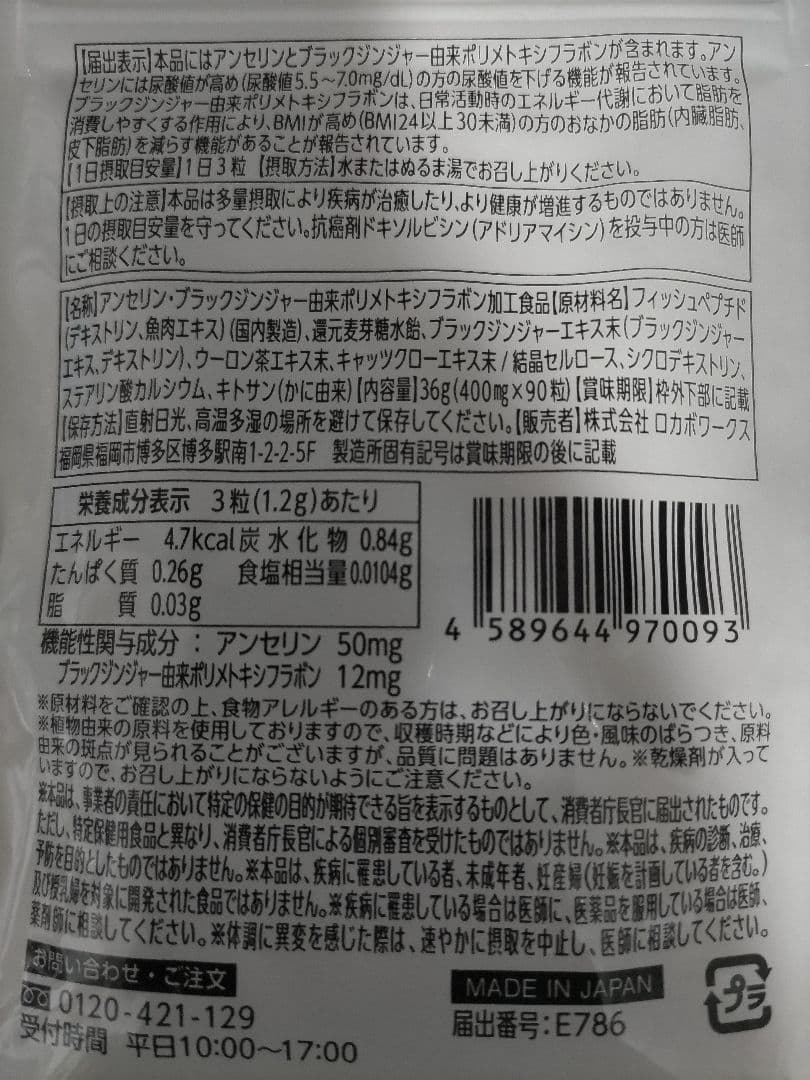 【届出表示】本品にはアンセリンとブラックジンジャー由来ポリメトキシフラボンが含まれます。アン
セリンには尿酸値が高め(尿酸値5.5～7.0mg/dL)の方の尿酸値を下げる機能が報告されています。
ブラックジンジャー由来ポリメトキシフラボンは、日常活動時のエネルギー代謝において脂肪を
消費しやすくする作用により、BMIが高め(BMI24以上30未満)の方のおなかの脂肪(内臓脂肪、
皮下脂肪)を減らす機能があることが報告されています。
【1日摂取目安量】1日3粒 【摂取方法】水またはぬるま湯でお召し上がりください。
【摂取上の注意】本品は多量摂取により疾病が治癒したり、より健康が増進するものではありません。
1日の摂取目安量を守ってください。抗癌剤ドキソルビシン(アドリアマイシン)を投与中の方は医師
にご相談ください。
【名称】アンセリン・ブラックジンジャー由来ポリメトキシフラボン加工食品【原材料名】フィッシュペプチド
(デキストリン、魚肉エキス)(国内製造)、還元麦芽糖水飴、ブラックジンジャーエキス末(ブラックジンジャー
エキス、デキストリン)、ウーロン茶エキス末、キャッツクローエキス末/結晶セルロース、シクロデキストリン、
ステアリン酸カルシウム、キトサン(かに由来)【内容量】36g(400mg×90粒)【賞味期限】枠外下部に記載
【保存方法】直射日光、高温多湿の場所を避けて保存してください。【販売者】株式会社 ロカボワークス
福岡県福岡市博多区博多駅南1-2-2-5F 製造所固有記号は賞味期限の後に記載
栄養成分表示 3粒(1.2g)あたり
エネルギー 4.7kcal 炭水化物 0.84g
たんぱく質 0.26g 食塩相当量 0.0104g
脂質 0.03g
機能性関与成分：アンセリン 50mg
ブラックジンジャー由来ポリメトキシフラボン 12mg
4 589644 970093
※原材料をご確認の上、食物アレルギーのある方は、お召し上がりにならないでください。
※植物由来の原料を使用しておりますので、収穫時期などにより色・風味のばらつき、原料
由来の斑点が見られることがございますが、品質に問題はありません。※乾燥剤が入って
いますので、お召し上がりにならないようにご注意ください。
※本品は、事業者の責任において特定の保健の目的が期待できる旨を表示するものとして、消費者庁長官に届出されたものです。
ただし、特定保健用食品と異なり、消費者庁長官による個別審査を受けたものではありません。※本品は、疾病の診断、治療、
予防を目的としたものではありません。※本品は、疾病に罹患している者、未成年者、妊産婦(妊娠を計画している者を含む。)
及び授乳婦を対象に開発された食品ではありません。※疾病に罹患している場合は医師に、医薬品を服用している場合は医師、
薬剤師に相談してください。※体調に異変を感じた際は、速やかに摂取を中止し、医師に相談してください。
お問い合わせ・ご注文
0120-421-129
受付時間 平日10:00～17:00
MADE IN JAPAN
届出番号：E786
プラ